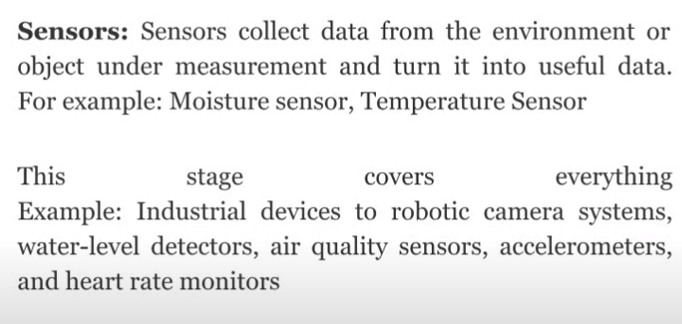 Sensors: Sensors collect data from the environment or
object under measurement and turn it into useful data.
For example: Moisture sensor, Temperature Sensor
This stage covers everything
Example: Industrial devices to robotic camera systems,
water-level detectors, air quality sensors, accelerometers,
and heart rate monitors